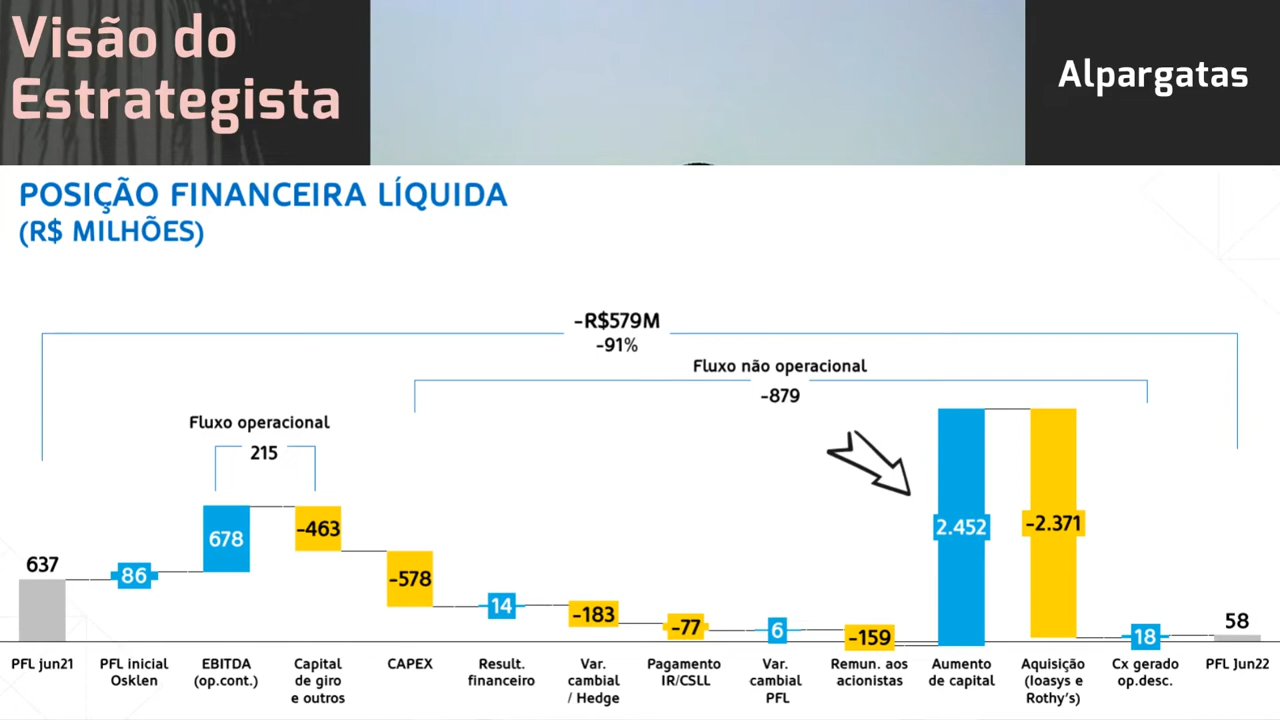 Visão do
Estrategista
Alpargatas
POSIÇÃO FINANCEIRA LÍQUIDA
(R$ MILHÕES)
-R$579M
-91%
Fluxo não operacional
-879
Fluxo operacional
215
637
86
678
-463
-578
14
-183
-77
6
-159
2.452
-2.371
18
58
PFL jun21
PFL inicial
Osklen
EBITDA
(op.cont.)
Capital
de giro
e outros
CAPEX
Result.
financeiro
Var.
cambial
/ Hedge
Pagamento
IR/CSLL
Var.
cambial
PFL
Remun. aos
acionistas
Aumento
de capital
Aquisição
(Ioasys e
Rothy's)
Cx gerado
op.desc.
PFL Jun22